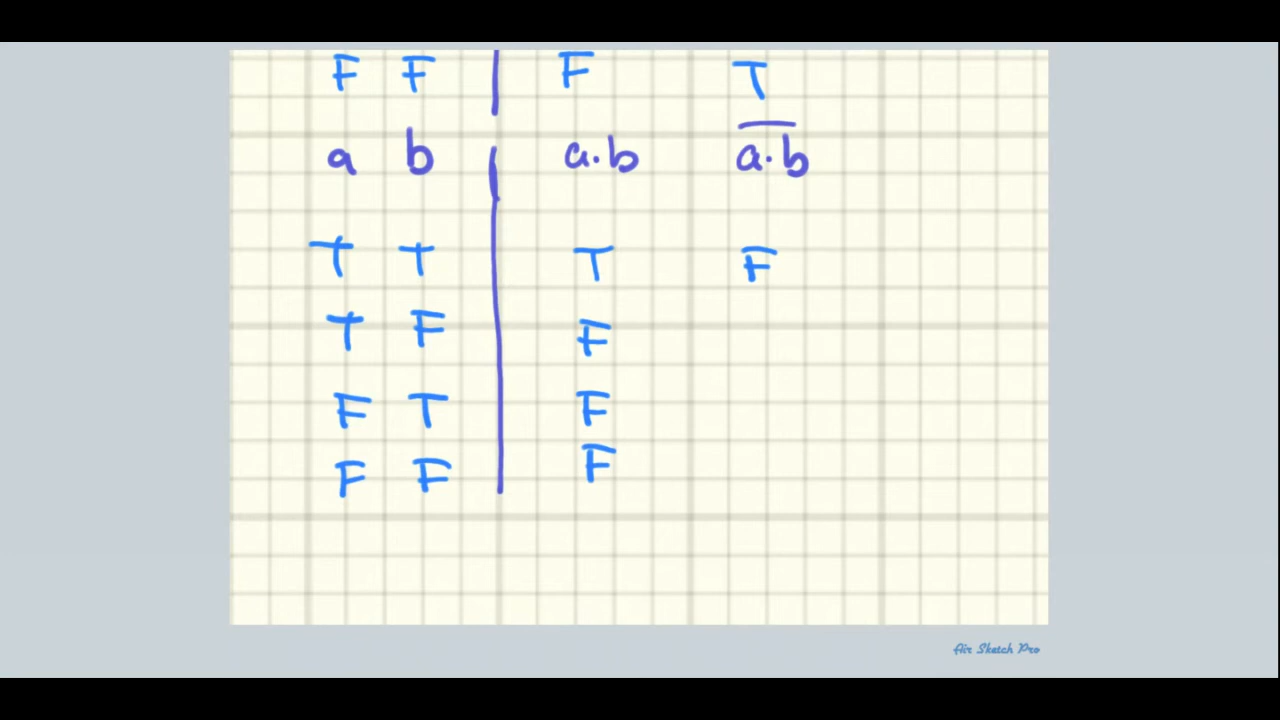 F F F T
a b a·b a·b
T T T F
T F F
F T F
F F F
Air Sketch Pro